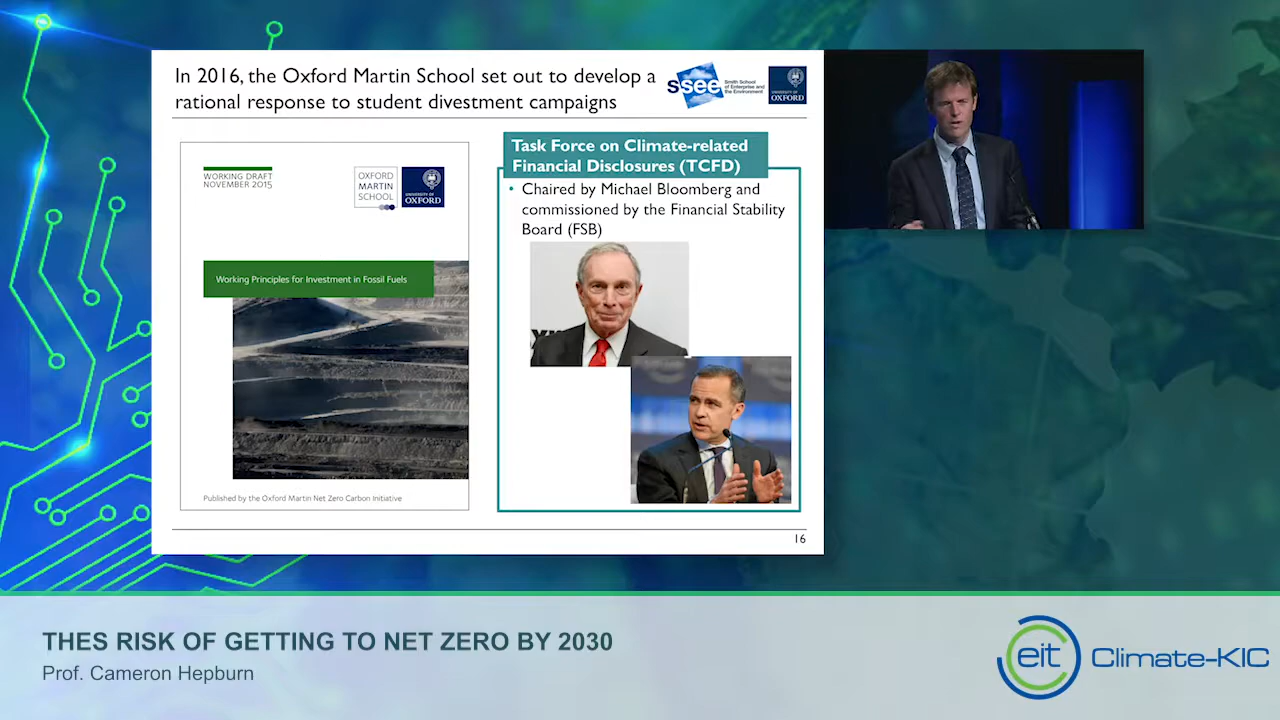 In 2016, the Oxford Martin School set out to develop a
rational response to student divestment campaigns
ssee
Smith School
of Enterprise and
the Environment
UNIVERSITY OF
OXFORD
WORKING DRAFT
NOVEMBER 2015
OXFORD
MARTIN
SCHOOL
UNIVERSITY OF
OXFORD
Working Principles for Investment in Fossil Fuels
Published by the Oxford Martin Net Zero Carbon Initiative
Task Force on Climate-related
Financial Disclosures (TCFD)
• Chaired by Michael Bloomberg and
commissioned by the Financial Stability
Board (FSB)
16
THES RISK OF GETTING TO NET ZERO BY 2030
Prof. Cameron Hepburn
eit Climate-KIC